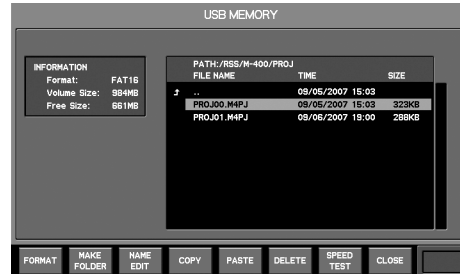 USB MEMORY
INFORMATION
Format: FAT16
Volume Size: 984MB
Free Size: 661MB
PATH:/RSS/M-400/PROJ
FILE NAME TIME SIZE
.. 09/05/2007 15:03
PROJ00.M4PJ 09/05/2007 15:03 323KB
PROJ01.M4PJ 09/06/2007 19:00 288KB
FORMAT
MAKE FOLDER
NAME EDIT
COPY
PASTE
DELETE
SPEED TEST
CLOSE